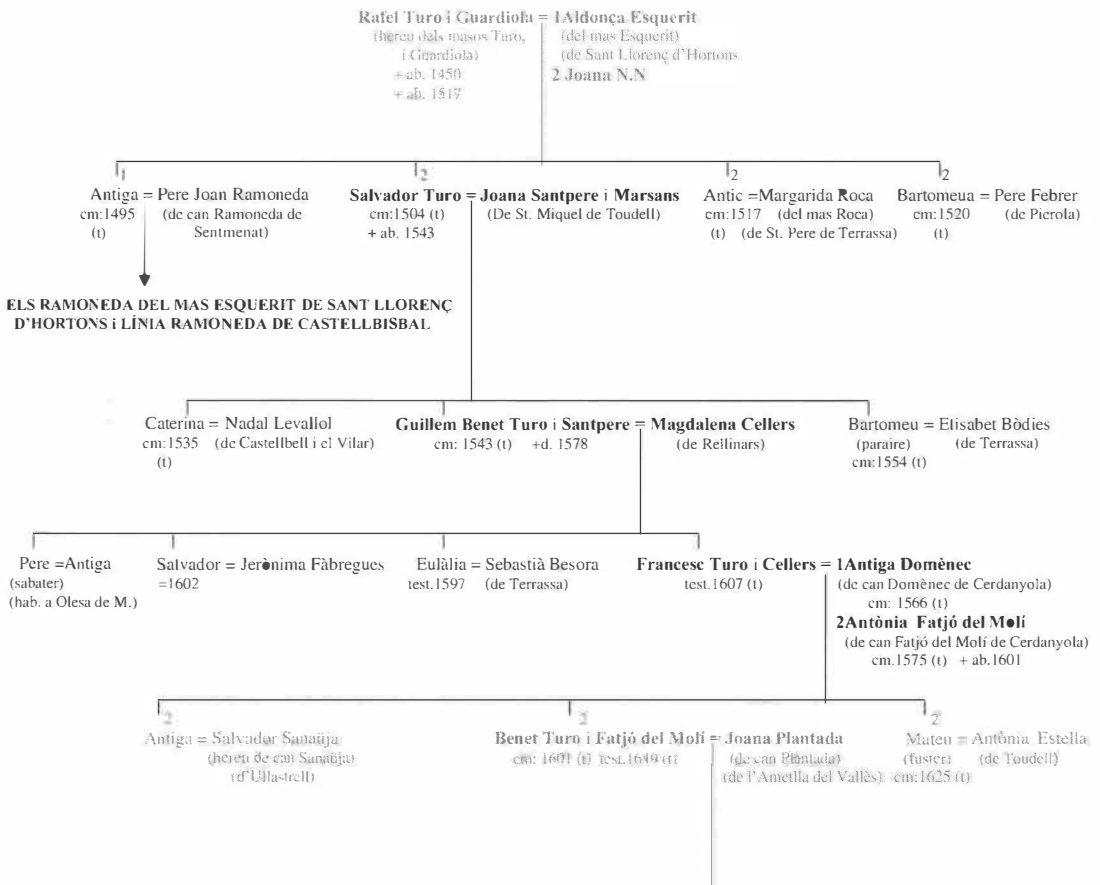 Rafel Turo i Guardiola = 1Aldonça Esquerit
(hereu dels masos Turo, (del mas Esquerit)
i Guardiola) (de Sant Llorenç d'Hortons
+ ab. 1450 2 Joana N.N
+ ab. 1517
1 2 2 2
Antiga = Pere Joan Ramoneda Salvador Turo = Joana Santpere i Marsans Antic =Margarida Roca Bartomeua = Pere Febrer
cm:1495 (de can Ramoneda de cm:1504 (t) (De St. Miquel de Toudell) cm:1517 (del mas Roca) cm:1520 (de Pierola)
(t) Sentmenat) + ab. 1543 (t) (de St. Pere de Terrassa) (t)
ELS RAMONEDA DEL MAS ESQUERIT DE SANT LLORENÇ
D'HORTONS i LÍNIA RAMONEDA DE CASTELLBISBAL
Caterina = Nadal Levallol Guillem Benet Turo i Santpere = Magdalena Cellers Bartomeu = Elisabet Bòdies
cm:1535 (de Castellbell i el Vilar) cm: 1543 (t) +d. 1578 (de Rellinars) (paraire) (de Terrassa)
(t) cm:1554 (t)
Pere =Antiga Salvador = Jerònima Fàbregues Eulàlia = Sebastià Besora Francesc Turo i Cellers = 1Antiga Domènec
(sabater) =1602 test.1597 (de Terrassa) test.1607 (t) (de can Domènec de Cerdanyola)
(hab. a Olesa de M.) cm: 1566 (t)
2Antònia Fatjó del Molí
(de can Fatjó del Molí de Cerdanyola)
cm.1575 (t) + ab.1601
2 2 2
Antiga = Salvador Sanaüja Benet Turo i Fatjó del Molí = Joana Plantada Mateu = Antònia Estella
(hereu de can Sanaüja) cm: 1601 (t) test.1649 (t) (de can Plantada) (fuster) (de Toudell)
(d'Ullastrell) (de l'Ametlla del Vallès) cm:1625 (t)